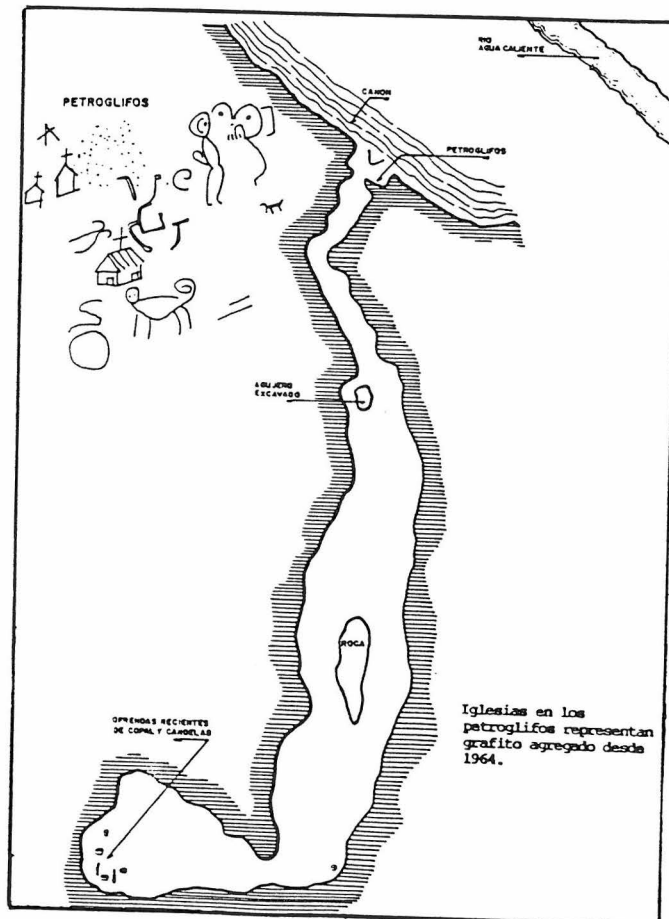 RIO
AGUA CALIENTE
CAÑON
PETROGLIFOS
PETROGLIFOS
AGUJERO
EXCAVADO
ROCA
OFRENDAS RECIENTES
DE COPAL Y CANDELAS
Iglesias en los
petroglifos representan
grafito agregado desde
1964.